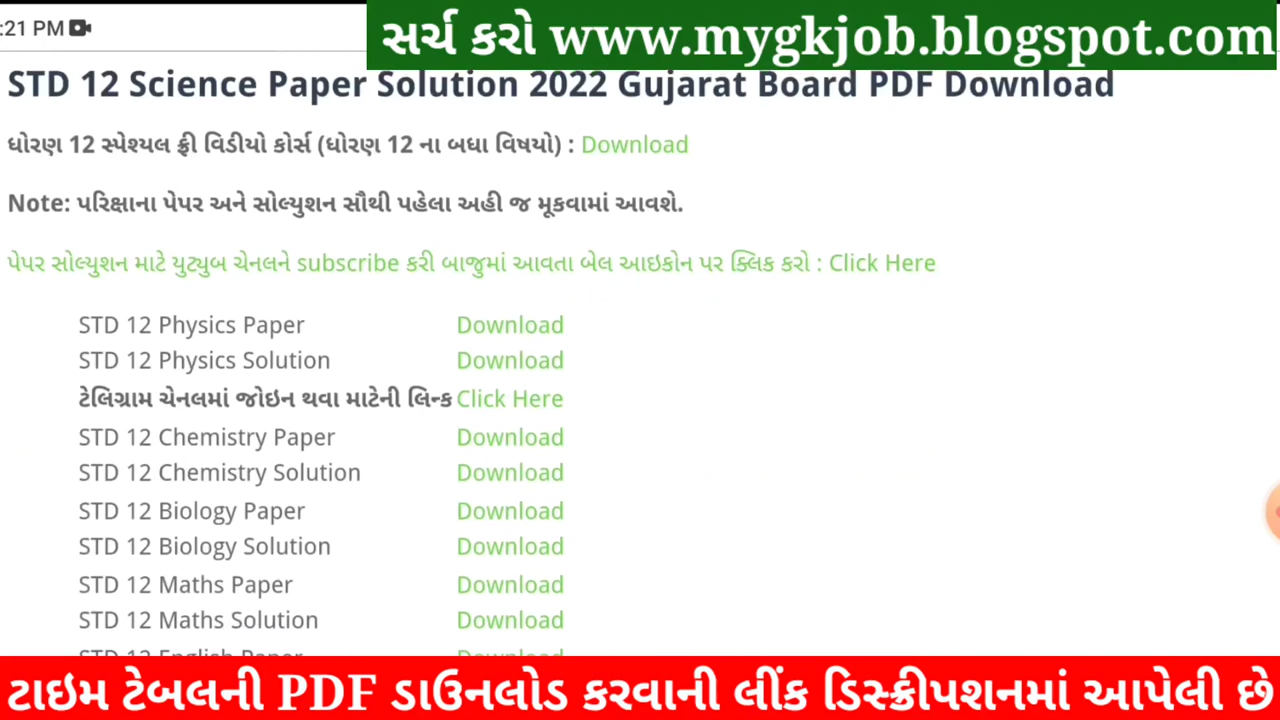 :21 PM
સર્ચ કરો www.mygkjob.blogspot.com
STD 12 Science Paper Solution 2022 Gujarat Board PDF Download
ધોરણ 12 સ્પેશ્યલ ફ્રી વિડીયો કોર્સ (ધોરણ 12 ના બધા વિષયો) : Download
Note: પરિક્ષાના પેપર અને સોલ્યુશન સૌથી પહેલા અહી જ મૂકવામાં આવશે.
પેપર સોલ્યુશન માટે યુટ્યુબ ચેનલને subscribe કરી બાજુમાં આવતા બેલ આઇકોન પર ક્લિક કરો : Click Here
STD 12 Physics Paper Download
STD 12 Physics Solution Download
ટેલિગ્રામ ચેનલમાં જોઇન થવા માટેની લિન્ક Click Here
STD 12 Chemistry Paper Download
STD 12 Chemistry Solution Download
STD 12 Biology Paper Download
STD 12 Biology Solution Download
STD 12 Maths Paper Download
STD 12 Maths Solution Download
STD 12 English Paper Download
ટાઇમ ટેબલની PDF ડાઉનલોડ કરવાની લીંક ડિસ્ક્રીપશનમાં આપેલી છે